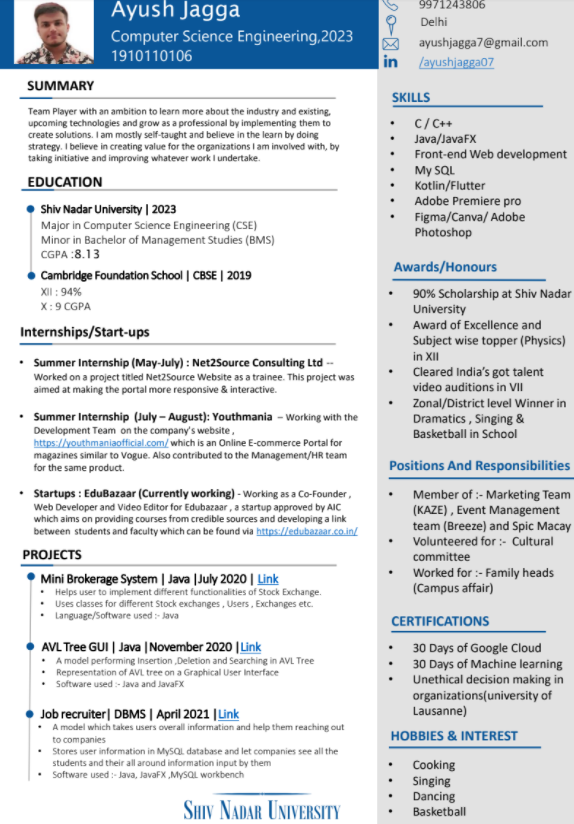 Ayush Jagga
Computer Science Engineering,2023
1910110106
SUMMARY
Team Player with an ambition to learn more about the industry and existing,
upcoming technologies and grow as a professional by implementing them to
create solutions. I am mostly self-taught and believe in the learn by doing
strategy. I believe in creating value for the organizations I am involved with, by
taking initiative and improving whatever work I undertake.
EDUCATION
Shiv Nadar University | 2023
Major in Computer Science Engineering (CSE)
Minor in Bachelor of Management Studies (BMS)
CGPA :8.13
Cambridge Foundation School | CBSE | 2019
XII : 94%
X : 9 CGPA
Internships/Start-ups
• Summer Internship (May-July) : Net2Source Consulting Ltd --
Worked on a project titled Net2Source Website as a trainee. This project was
aimed at making the portal more responsive & interactive.
• Summer Internship (July – August): Youthmania – Working with the
Development Team on the company's website ,
https://youthmaniaofficial.com/ which is an Online E-commerce Portal for
magazines similar to Vogue. Also contributed to the Management/HR team
for the same product.
• Startups : EduBazaar (Currently working) - Working as a Co-Founder ,
Web Developer and Video Editor for Edubazaar , a startup approved by AIC
which aims on providing courses from credible sources and developing a link
between students and faculty which can be found via https://edubazaar.co.in/
PROJECTS
Mini Brokerage System | Java |July 2020 | Link
• Helps user to implement different functionalities of Stock Exchange.
• Uses classes for different Stock exchanges , Users , Exchanges etc.
• Language/Software used :- Java
AVL Tree GUI | Java |November 2020 |Link
• A model performing Insertion ,Deletion and Searching in AVL Tree
• Representation of AVL tree on a Graphical User Interface
• Software used :- Java and JavaFX
Job recruiter| DBMS | April 2021 |Link
• A model which takes users overall information and help them reaching out
to companies
• Stores user information in MySQL database and let companies see all the
students and their all around information input by them
• Software used :- Java, JavaFX ,MySQL workbench
SHIV NADAR UNIVERSITY
9971243806
Delhi
ayushjagga7@gmail.com
in /ayushjagga07
SKILLS
• C / C++
• Java/JavaFX
• Front-end Web development
• My SQL
• Kotlin/Flutter
• Adobe Premiere pro
• Figma/Canva/ Adobe
Photoshop
Awards/Honours
• 90% Scholarship at Shiv Nadar
University
• Award of Excellence and
Subject wise topper (Physics)
in XII
• Cleared India's got talent
video auditions in VII
• Zonal/District level Winner in
Dramatics , Singing &
Basketball in School
Positions And Responsibilities
• Member of :- Marketing Team
(KAZE) , Event Management
team (Breeze) and Spic Macay
• Volunteered for :- Cultural
committee
• Worked for :- Family heads
(Campus affair)
CERTIFICATIONS
• 30 Days of Google Cloud
• 30 Days of Machine learning
• Unethical decision making in
organizations(university of
Lausanne)
HOBBIES & INTEREST
• Cooking
• Singing
• Dancing
• Basketball